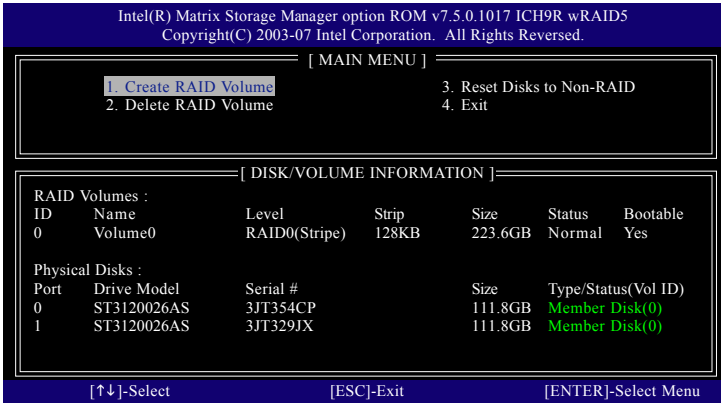 Intel(R) Matrix Storage Manager option ROM v7.5.0.1017 ICH9R wRAID5
Copyright(C) 2003-07 Intel Corporation. All Rights Reversed.
[ MAIN MENU ]
1. Create RAID Volume 3. Reset Disks to Non-RAID
2. Delete RAID Volume 4. Exit
[ DISK/VOLUME INFORMATION ]
RAID Volumes :
ID Name Level Strip Size Status Bootable
0 Volume0 RAID0(Stripe) 128KB 223.6GB Normal Yes
Physical Disks :
Port Drive Model Serial # Size Type/Status(Vol ID)
0 ST3120026AS 3JT354CP 111.8GB Member Disk(0)
1 ST3120026AS 3JT329JX 111.8GB Member Disk(0)
[↑↓]-Select [ESC]-Exit [ENTER]-Select Menu